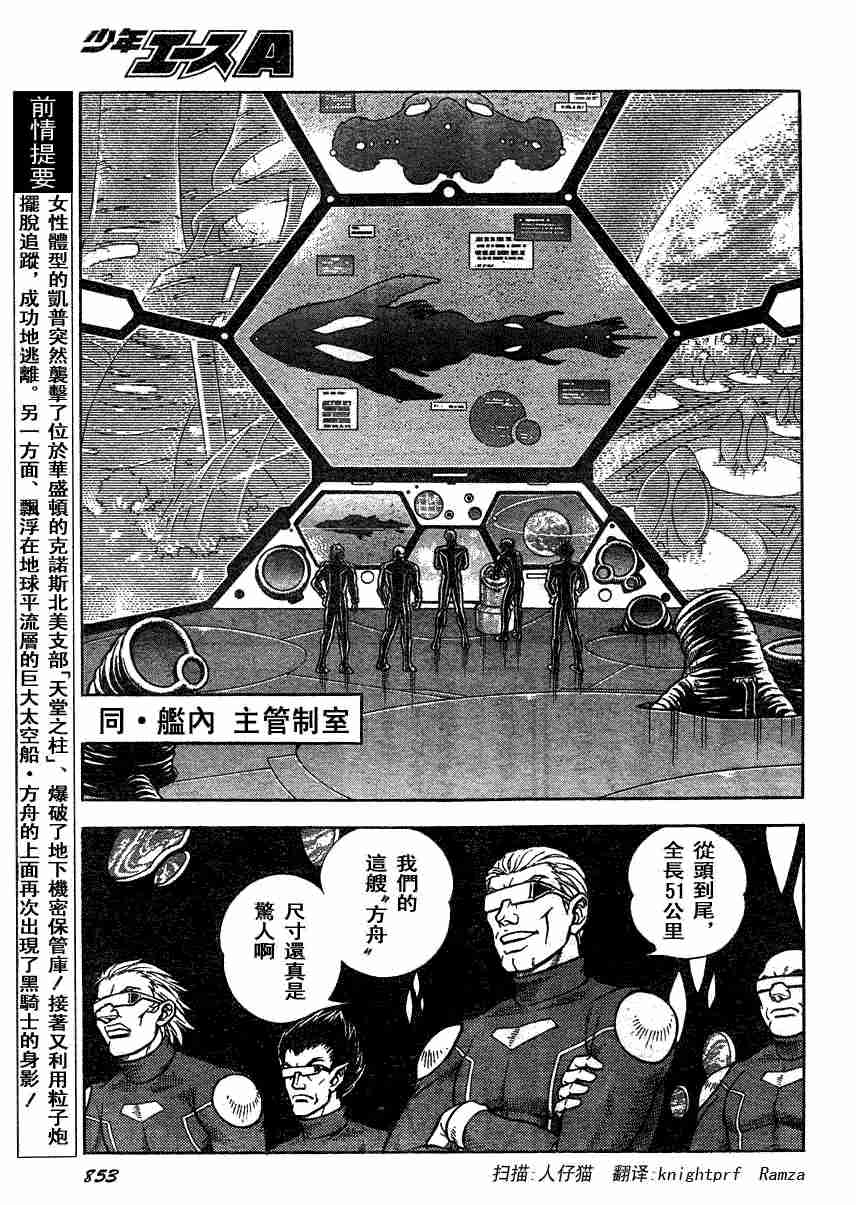 少年エースA
前情提要
女性體型的凱普突然襲擊了位於華盛頓的克諾斯北美支部「天堂之柱」、爆破了地下機密保管庫！接著又利用粒子炮
擺脫追蹤，成功地逃離。另一方面、飄浮在地球平流層的巨大太空船・方舟的上面再次出現了黑騎士的身影！
同・艦內 主管制室
從頭到尾，
全長51公里
我們的
這艘〝方舟〞
尺寸還真是
驚人啊
853
扫描:人仔猫 翻译:knightprf Ramza